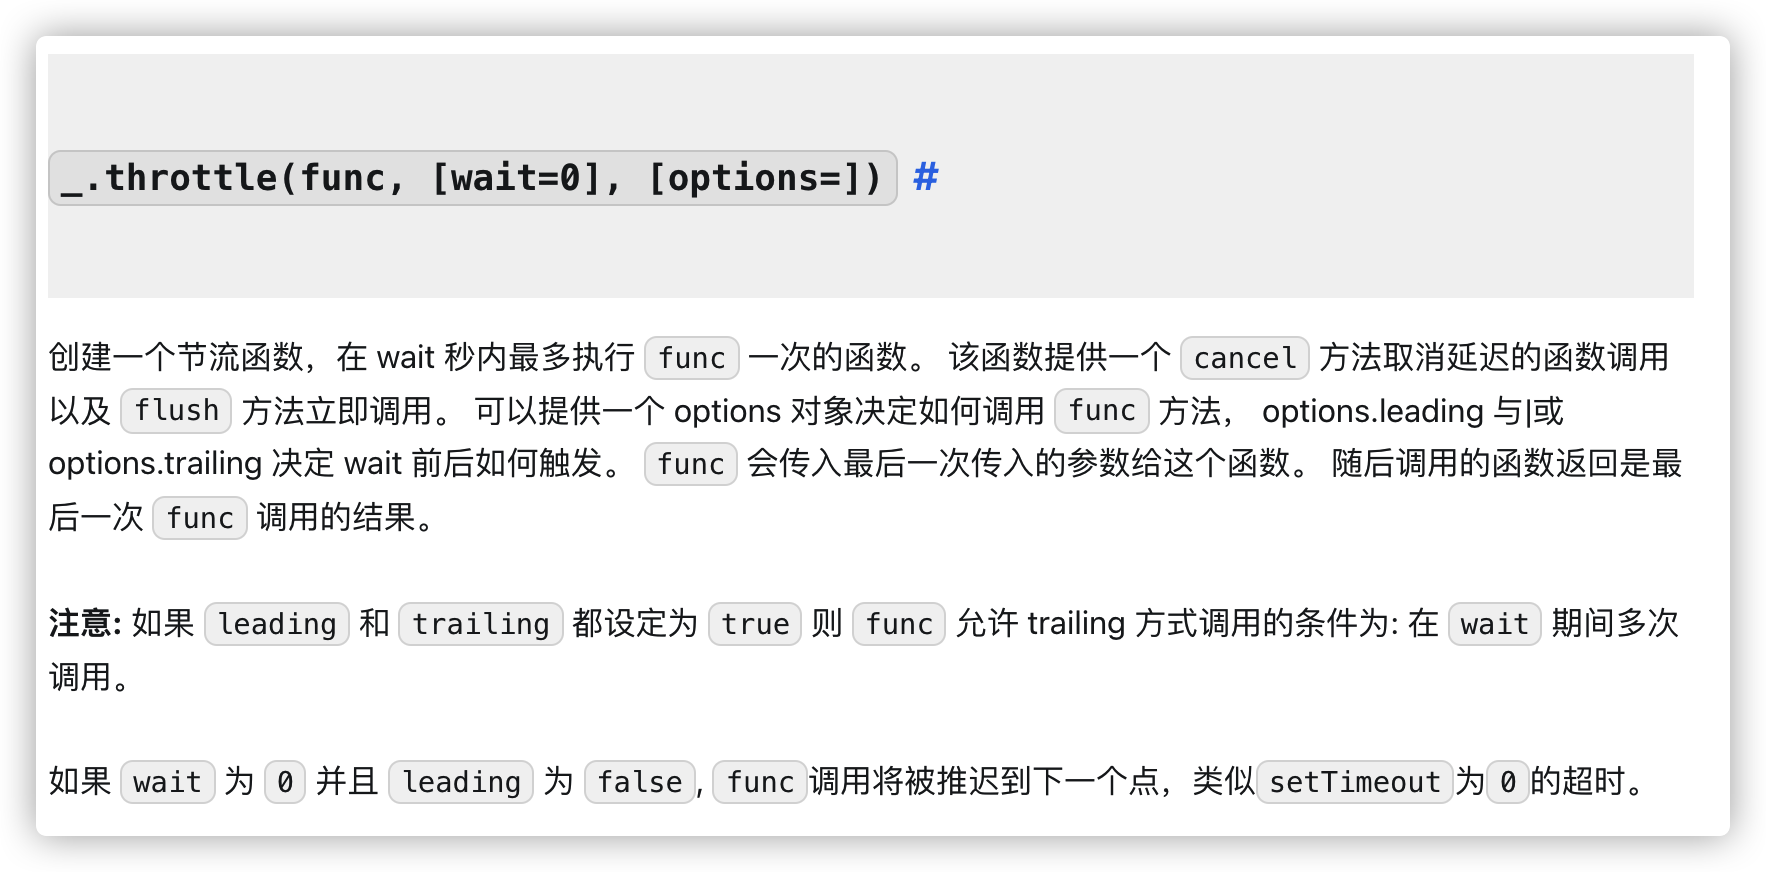 _.throttle(func, [wait=0], [options=]) #
创建一个节流函数，在 wait 秒内最多执行 func 一次的函数。 该函数提供一个 cancel 方法取消延迟的函数调用
以及 flush 方法立即调用。 可以提供一个 options 对象决定如何调用 func 方法， options.leading 与|或
options.trailing 决定 wait 前后如何触发。 func 会传入最后一次传入的参数给这个函数。 随后调用的函数返回是最
后一次 func 调用的结果。
注意: 如果 leading 和 trailing 都设定为 true 则 func 允许 trailing 方式调用的条件为: 在 wait 期间多次
调用。
如果 wait 为 0 并且 leading 为 false, func调用将被推迟到下一个点，类似setTimeout为0的超时。